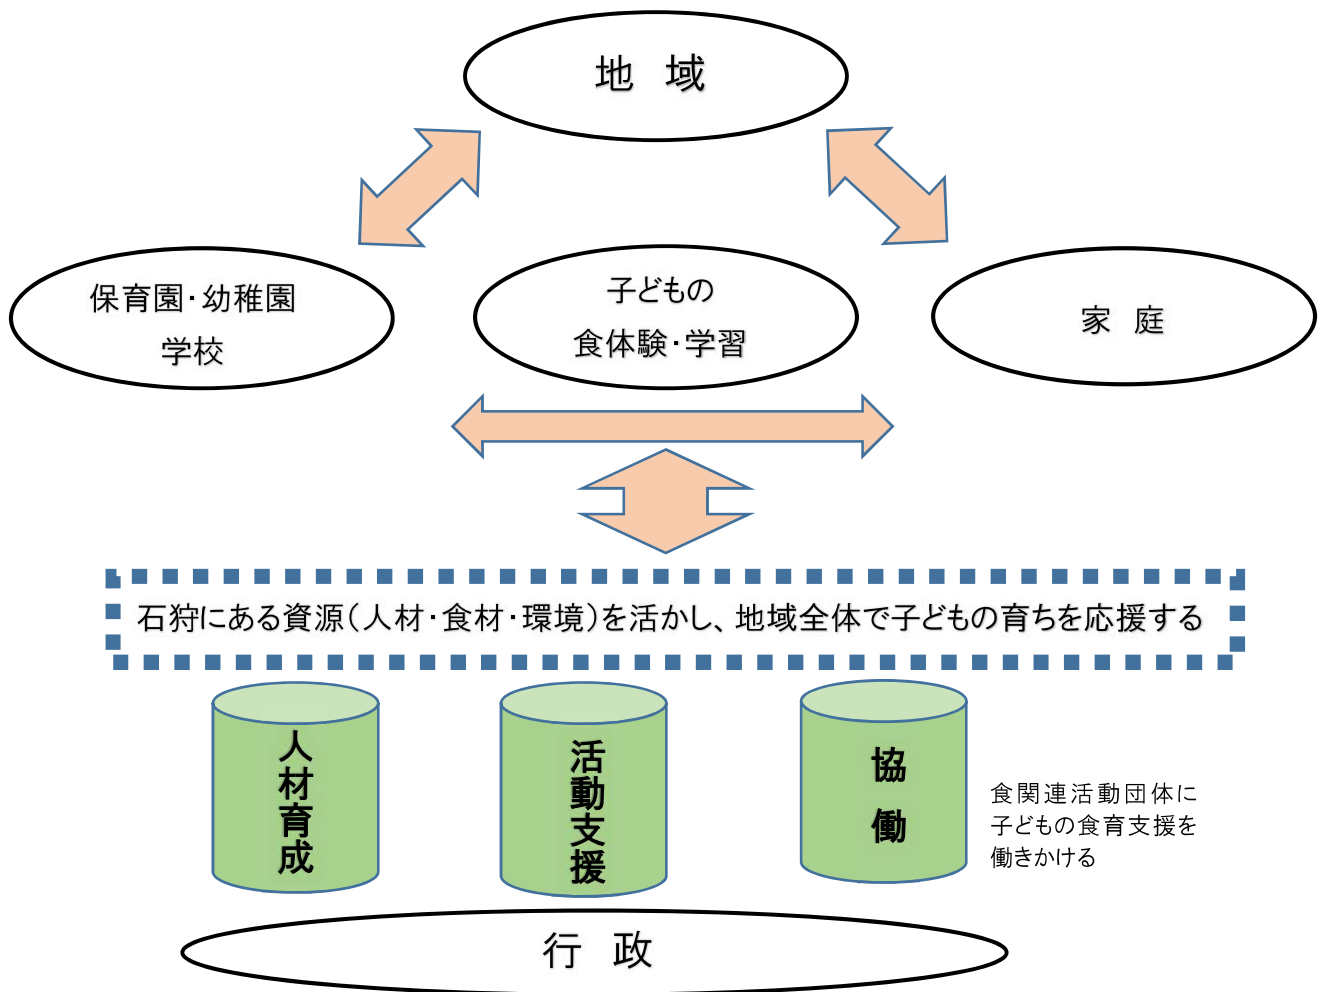 地 域
保育園・幼稚園
学校
子どもの
食体験・学習
家 庭
石狩にある資源（人材・食材・環境）を活かし、地域全体で子どもの育ちを応援する
人材育成
活動支援
協働
食関連活動団体に
子どもの食育支援を
働きかける
行 政